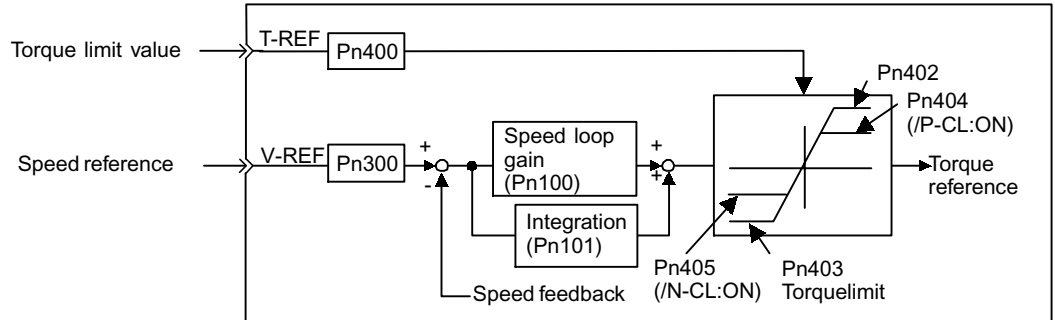 Torque limit value
T-REF
Pn400
Pn402
Pn404
(/P-CL:ON)
Speed reference
V-REF
Pn300
+
-
Speed loop
gain
(Pn100)
+
+
Torque
reference
Integration
(Pn101)
Pn405
(/N-CL:ON)
Pn403
Torquelimit
Speed feedback